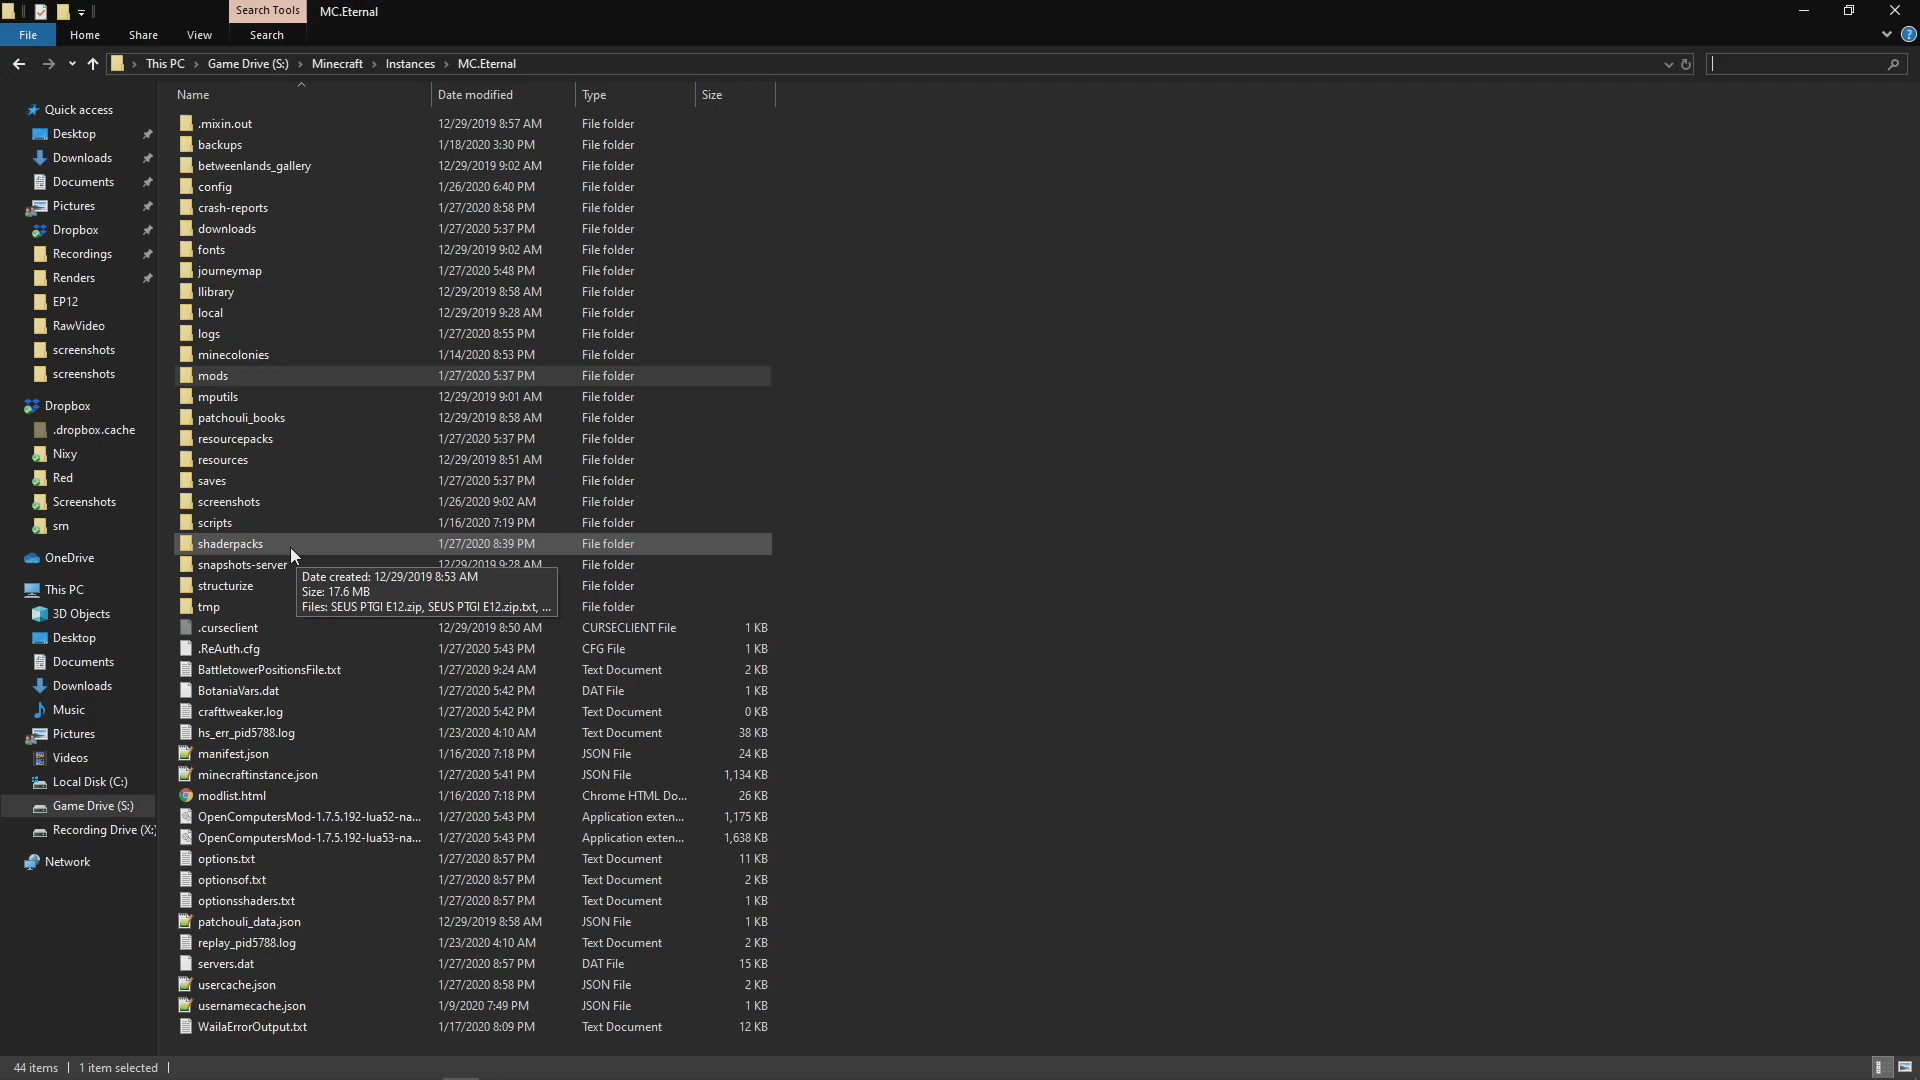 Search Tools MC.Eternal
File Home Share View Search
This PC Game Drive (S:) Minecraft Instances MC.Eternal
Quick access
Desktop
Downloads
Documents
Pictures
Dropbox
Recordings
Renders
EP12
RawVideo
screenshots
screenshots
Dropbox
.dropbox.cache
Nixy
Red
Screenshots
sm
OneDrive
This PC
3D Objects
Desktop
Documents
Downloads
Music
Pictures
Videos
Local Disk (C:)
Game Drive (S:)
Recording Drive (X:)
Network
Name Date modified Type Size
.mixin.out 12/29/2019 8:57 AM File folder
backups 1/18/2020 3:30 PM File folder
betweenlands_gallery 12/29/2019 9:02 AM File folder
config 1/26/2020 6:40 PM File folder
crash-reports 1/27/2020 8:58 PM File folder
downloads 1/27/2020 5:37 PM File folder
fonts 12/29/2019 9:02 AM File folder
journeymap 1/27/2020 5:48 PM File folder
llibrary 12/29/2019 8:58 AM File folder
local 12/29/2019 9:28 AM File folder
logs 1/27/2020 8:55 PM File folder
minecolonies 1/14/2020 8:53 PM File folder
mods 1/27/2020 5:37 PM File folder
mputils 12/29/2019 9:01 AM File folder
patchouli_books 12/29/2019 8:58 AM File folder
resourcepacks 1/27/2020 5:37 PM File folder
resources 12/29/2019 8:51 AM File folder
saves 1/27/2020 5:37 PM File folder
screenshots 1/26/2020 9:02 AM File folder
scripts 1/16/2020 7:19 PM File folder
shaderpacks 1/27/2020 8:39 PM File folder
snapshots-server 12/29/2019 9:28 AM File folder
structurize File folder
tmp File folder
Date created: 12/29/2019 8:53 AM
Size: 17.6 MB
Files: SEUS PTGI E12.zip, SEUS PTGI E12.zip.txt, ...
.curseclient 12/29/2019 8:50 AM CURSECLIENT File 1 KB
.ReAuth.cfg 1/27/2020 5:43 PM CFG File 1 KB
BattletowerPositionsFile.txt 1/27/2020 9:24 AM Text Document 2 KB
BotaniaVars.dat 1/27/2020 5:42 PM DAT File 1 KB
crafttweaker.log 1/27/2020 5:42 PM Text Document 0 KB
hs_err_pid5788.log 1/23/2020 4:10 AM Text Document 38 KB
manifest.json 1/16/2020 7:18 PM JSON File 24 KB
minecraftinstance.json 1/27/2020 5:41 PM JSON File 1,134 KB
modlist.html 1/16/2020 7:18 PM Chrome HTML Do... 26 KB
OpenComputersMod-1.7.5.192-lua52-na... 1/27/2020 5:43 PM Application exten... 1,175 KB
OpenComputersMod-1.7.5.192-lua53-na... 1/27/2020 5:43 PM Application exten... 1,638 KB
options.txt 1/27/2020 8:57 PM Text Document 11 KB
optionsof.txt 1/27/2020 8:57 PM Text Document 2 KB
optionsshaders.txt 1/27/2020 8:57 PM Text Document 1 KB
patchouli_data.json 12/29/2019 8:58 AM JSON File 1 KB
replay_pid5788.log 1/23/2020 4:10 AM Text Document 2 KB
servers.dat 1/27/2020 8:57 PM DAT File 15 KB
usercache.json 1/27/2020 8:58 PM JSON File 2 KB
usernamecache.json 1/9/2020 7:49 PM JSON File 1 KB
WailaErrorOutput.txt 1/17/2020 8:09 PM Text Document 12 KB
44 items 1 item selected